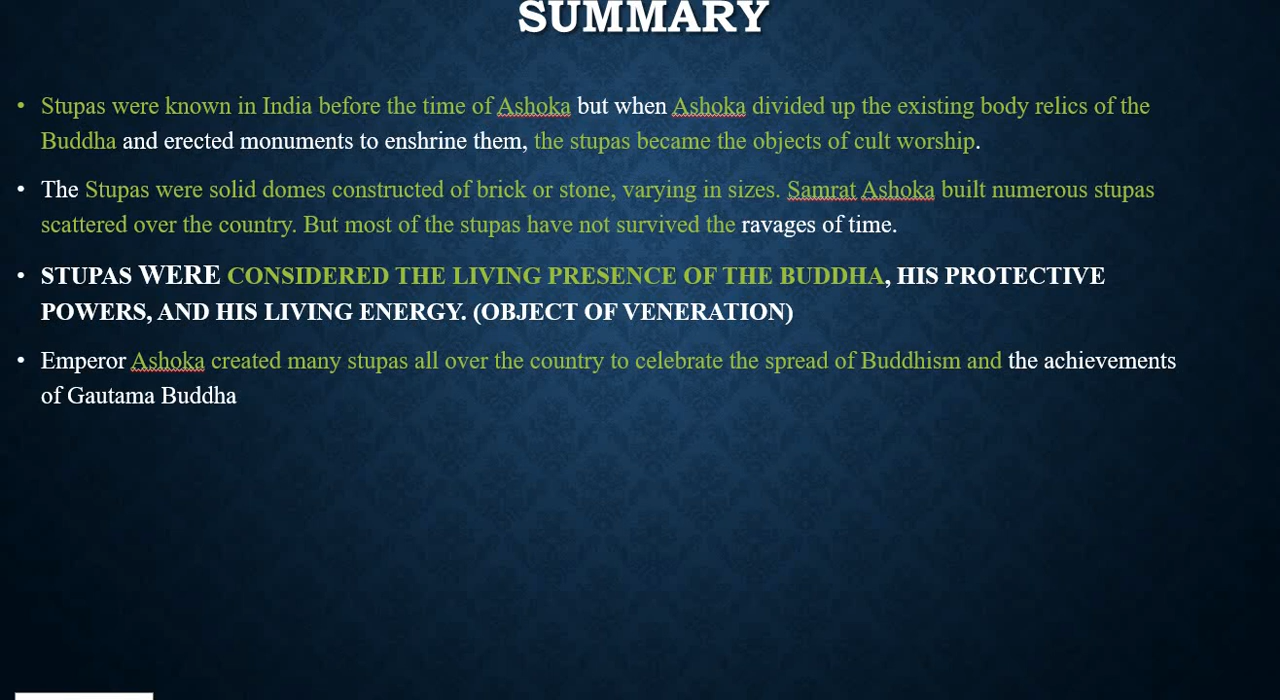 SUMMARY
• Stupas were known in India before the time of Ashoka but when Ashoka divided up the existing body relics of the
Buddha and erected monuments to enshrine them, the stupas became the objects of cult worship.
• The Stupas were solid domes constructed of brick or stone, varying in sizes. Samrat Ashoka built numerous stupas
scattered over the country. But most of the stupas have not survived the ravages of time.
• STUPAS WERE CONSIDERED THE LIVING PRESENCE OF THE BUDDHA, HIS PROTECTIVE
POWERS, AND HIS LIVING ENERGY. (OBJECT OF VENERATION)
• Emperor Ashoka created many stupas all over the country to celebrate the spread of Buddhism and the achievements
of Gautama Buddha